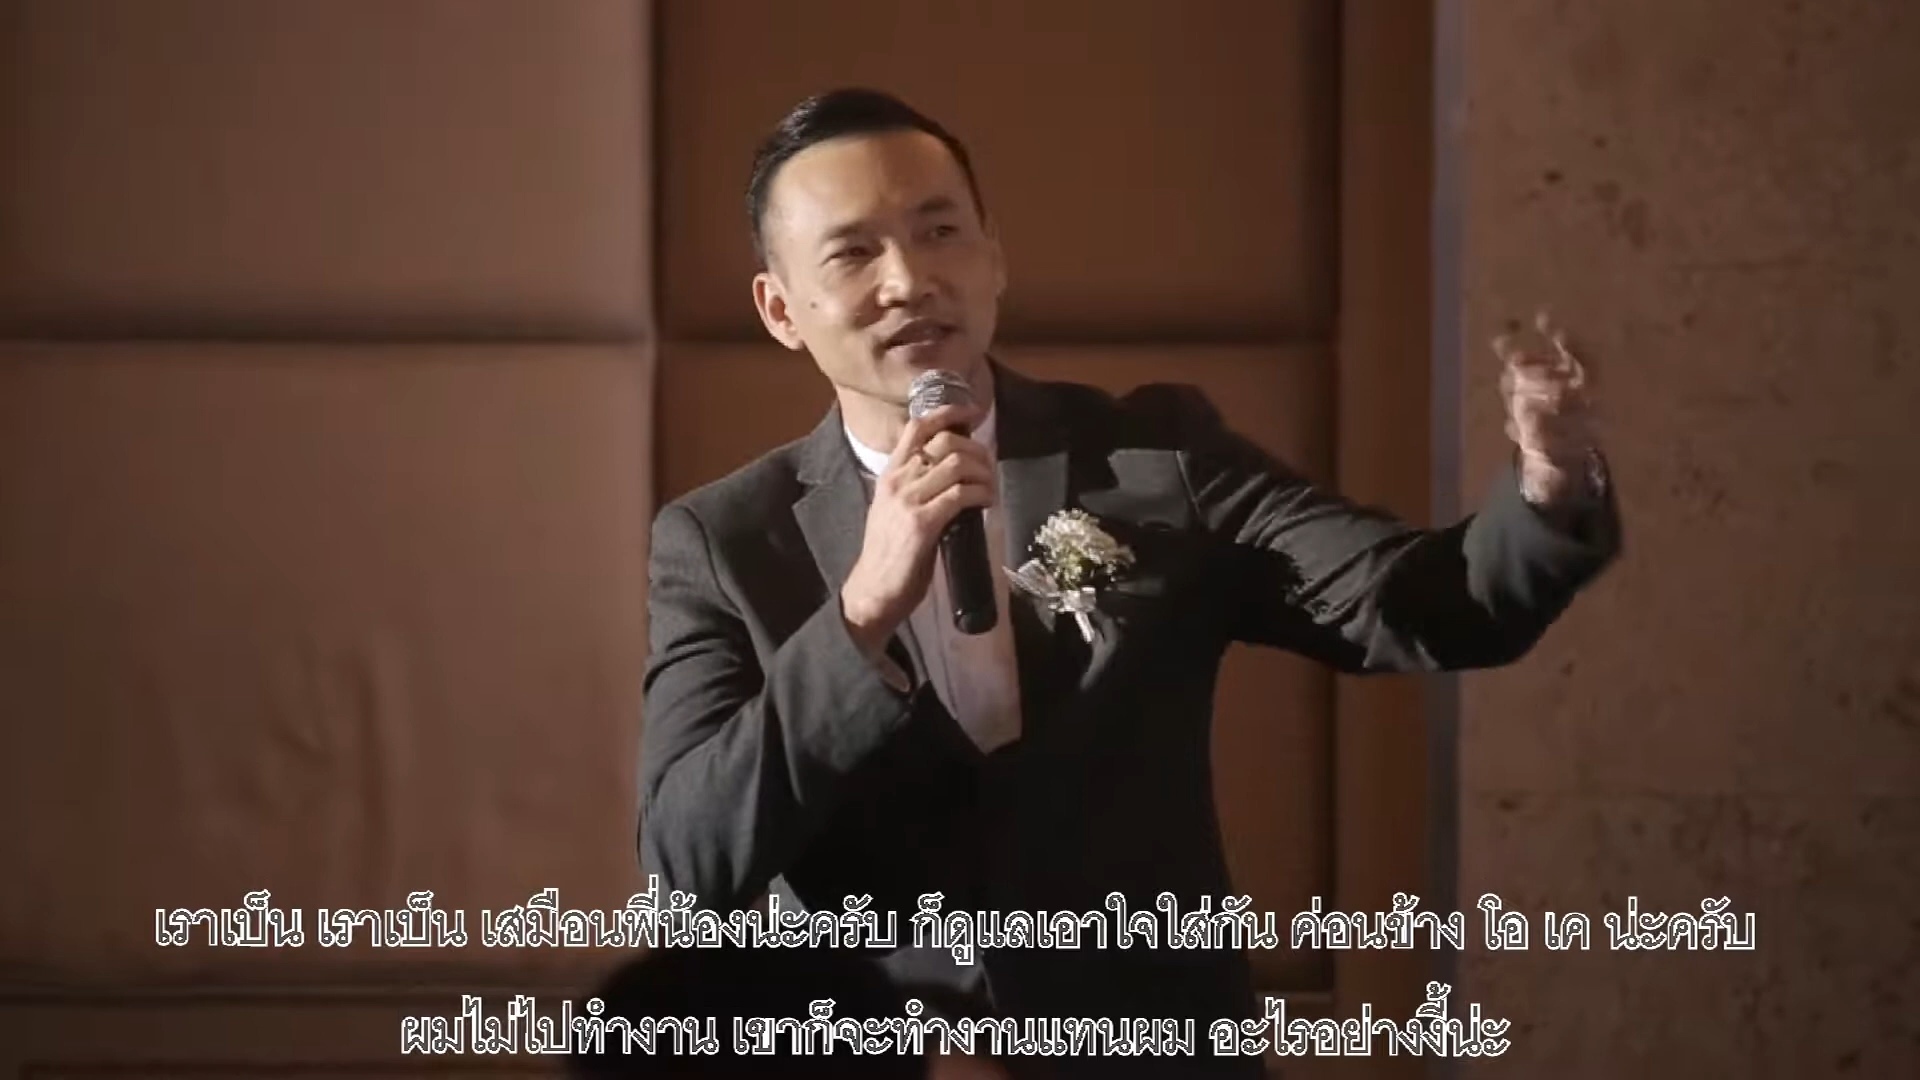 เราเป็น เราเป็น เสมือนพี่น้องน่ะครับ ก็ดูแลเอาใจใส่กัน ค่อนข้าง โอ เค น่ะครับ
ผมไม่ไปทำงาน เขาก็จะทำงานแทนผม อะไรอย่างงี้น่ะ